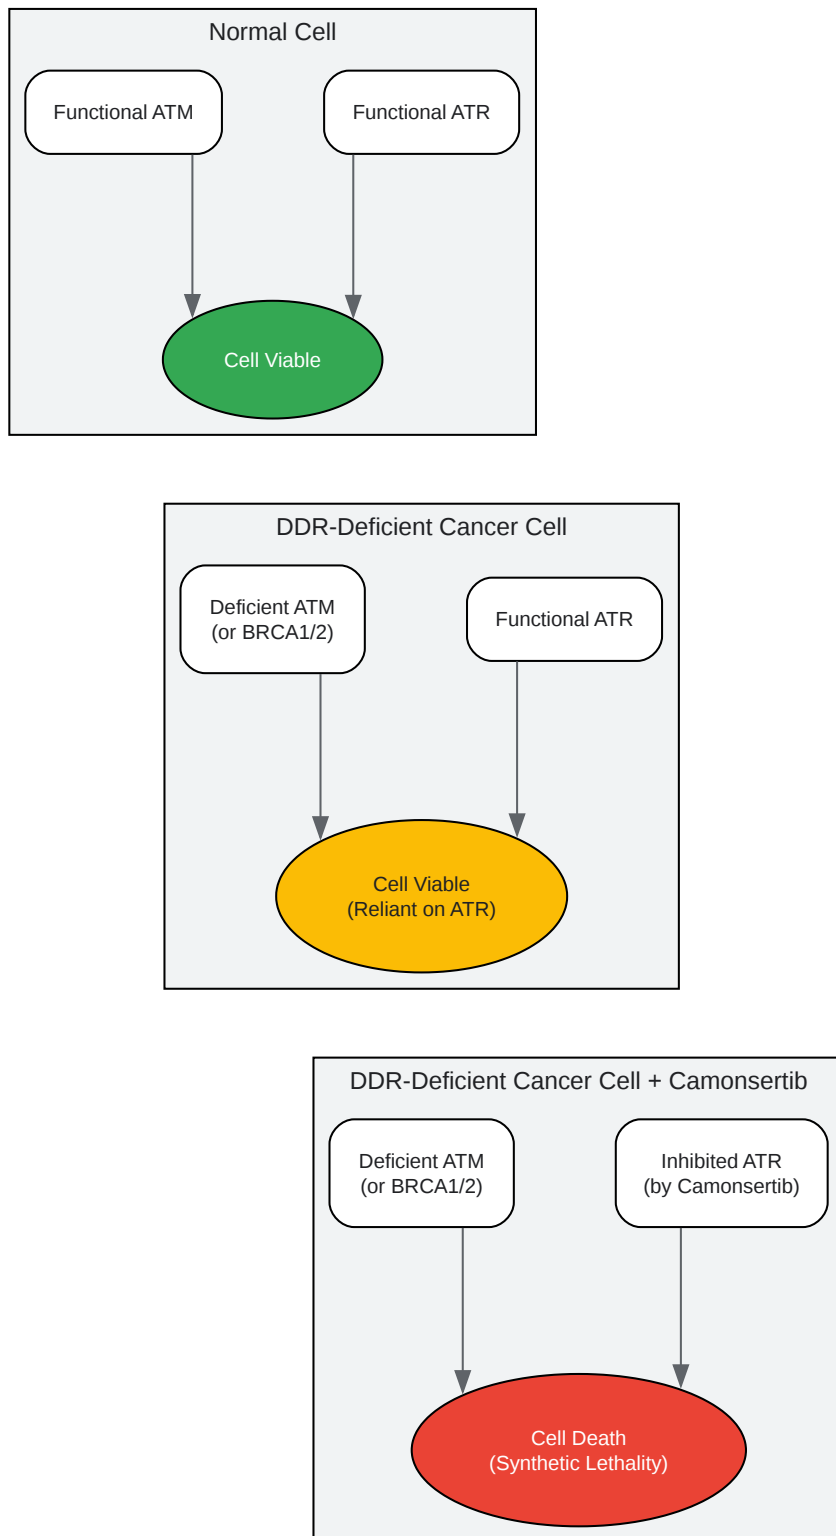 Normal Cell
Functional ATM
Functional ATR
Cell Viable
DDR-Deficient Cancer Cell
Deficient ATM
(or BRCA1/2)
Functional ATR
Cell Viable
(Reliant on ATR)
DDR-Deficient Cancer Cell + Camonsertib
Deficient ATM
(or BRCA1/2)
Inhibited ATR
(by Camonsertib)
Cell Death
(Synthetic Lethality)